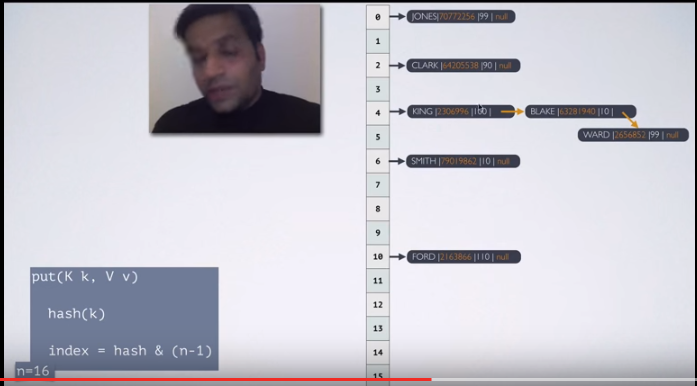 0
JONES|70772256 |99 | null
1
2
CLARK |64205538 |90 | null
3
4
KING |2306996 |100 |
BLAKE |63281940 |10 |
5
WARD |2656852 |99 | null
6
SMITH |79019862 |10 | null
7
8
9
10
FORD |2163866 |110 | null
11
12
13
14
15
put(K k, V v)
hash(k)
index = hash & (n-1)
n=16